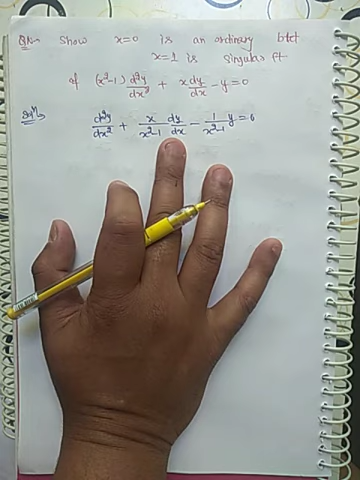 Qn. Show x=0 is an ordinary but
x=1 is singular pt
of (x²-1) d²y/dx² + x dy/dx - y = 0
Sol^n d²y/dx² + x/(x²-1) dy/dx - 1/(x²-1) y = 0